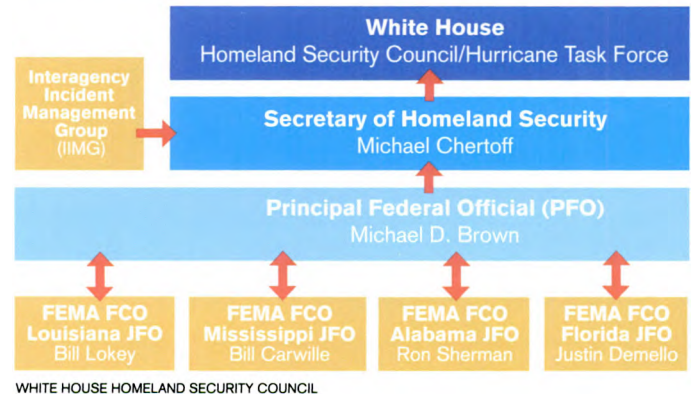 White House
Homeland Security Council/Hurricane Task Force
Interagency
Incident
Management
Group
(IIMG)
Secretary of Homeland Security
Michael Chertoff
Principal Federal Official (PFO)
Michael D. Brown
FEMA FCO
Louisiana JFO
Bill Lokey
FEMA FCO
Mississippi JFO
Bill Carwille
FEMA FCO
Alabama JFO
Ron Sherman
FEMA FCO
Florida JFO
Justin Demello
WHITE HOUSE HOMELAND SECURITY COUNCIL